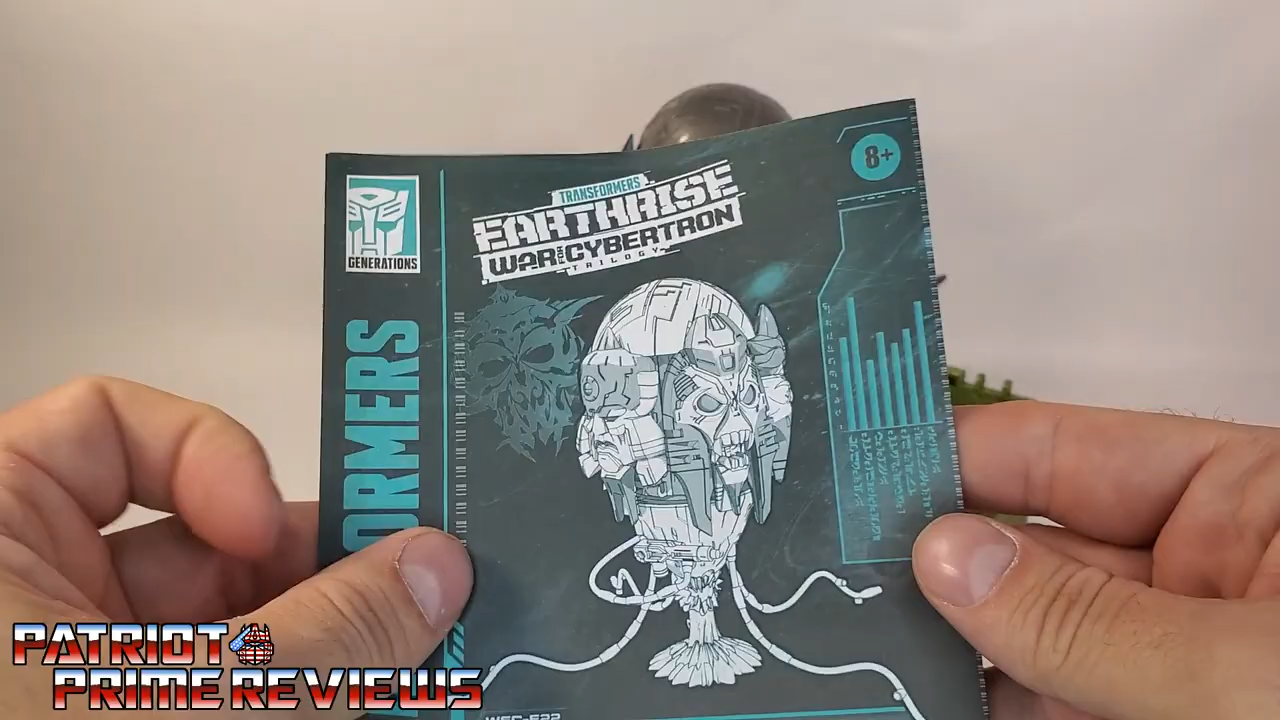 TRANSFORMERS
EARTHRISE
WAR FOR CYBERTRON
TRILOGY
8+
GENERATIONS
ORMERS
PATRIOT
PRIME REVIEWS